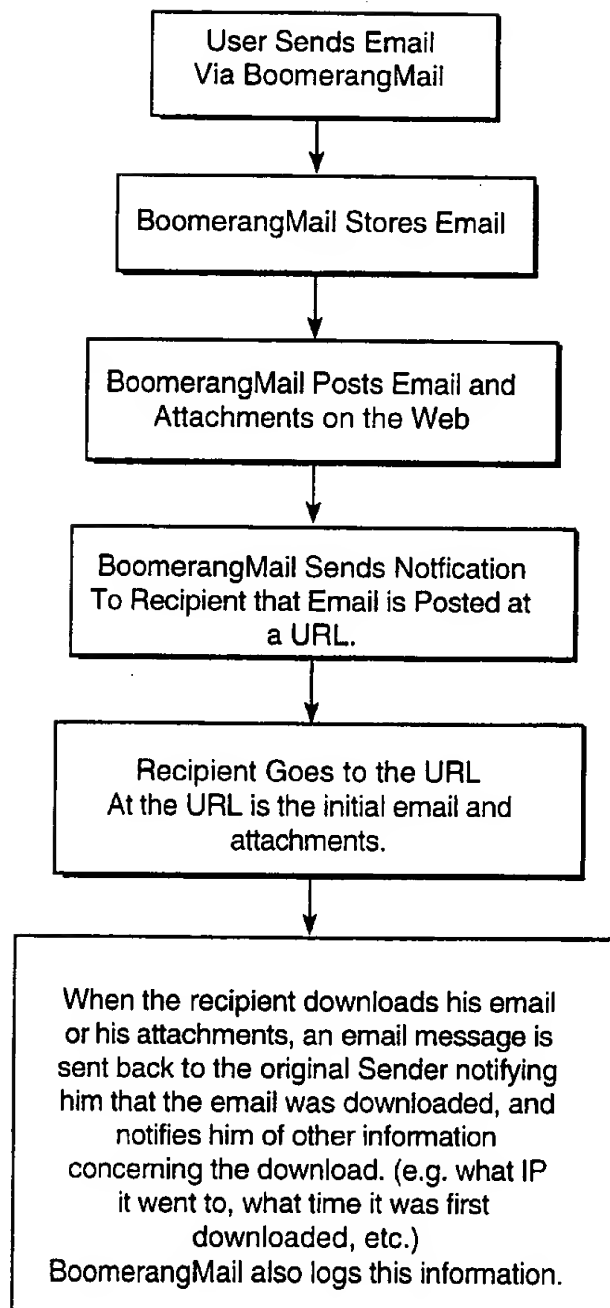 User Sends Email
Via BoomerangMail
BoomerangMail Stores Email
BoomerangMail Posts Email and
Attachments on the Web
BoomerangMail Sends Notfication
To Recipient that Email is Posted at
a URL.
Recipient Goes to the URL
At the URL is the initial email and
attachments.
When the recipient downloads his email
or his attachments, an email message is
sent back to the original Sender notifying
him that the email was downloaded, and
notifies him of other information
concerning the download. (e.g. what IP
it went to, what time it was first
downloaded, etc.)
BoomerangMail also logs this information.